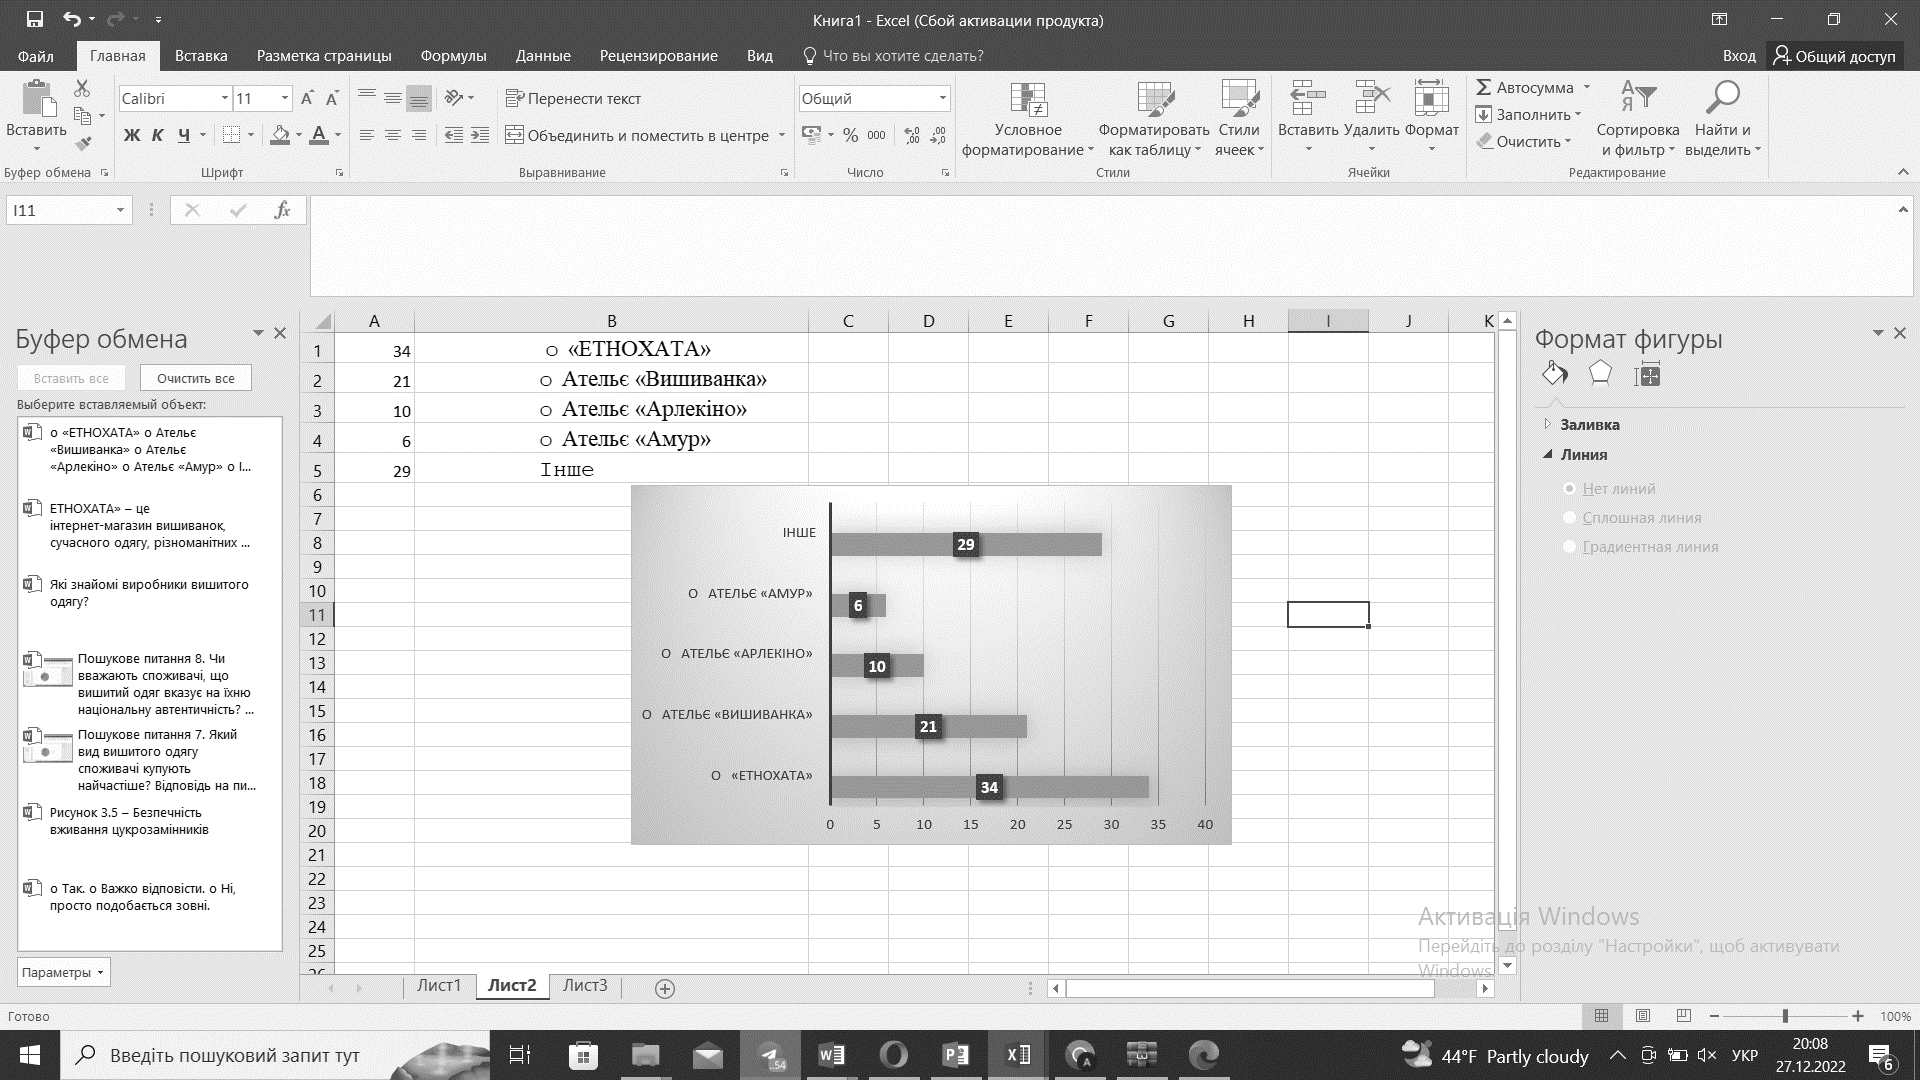 Книга1 - Excel (Сбой активации продукта)
Файл Главная Вставка Разметка страницы Формулы Данные Рецензирование Вид Что вы хотите сделать? Вход Общий доступ
Вставить
Буфер обмена
Calibri 11
Ж К Ч
Шрифт
Перенести текст
Объединить и поместить в центре
Выравнивание
Общий
% 000 ,00
Число
Условное форматирование
Форматировать как таблицу
Стили ячеек
Стили
Вставить Удалить Формат
Ячейки
Автосумма
Заполнить
Очистить
Сортировка и фильтр
Найти и выделить
Редактирование
I11 fx
Буфер обмена
Вставить все Очистить все
Выберите вставляемый объект:
o «ЕТНОХАТА» o Ательє
«Вишиванка» o Ательє
«Арлекіно» o Ательє «Амур» o І...
ЕТНОХАТА» – це
інтернет-магазин вишиванок,
сучасного одягу, різноманітних ...
Які знайомі виробники вишитого
одягу?
Пошукове питання 8. Чи
вважають споживачі, що
вишитий одяг вказує на їхню
національну автентичність? ...
Пошукове питання 7. Який
вид вишитого одягу
споживачі купують
найчастіше? Відповідь на пи...
Рисунок 3.5 – Безпечність
вживання цукрозамінників
o Так. o Важко відповісти. o Ні,
просто подобається зовні.
Параметры
A B C D E F G H I J K
1 34 o «ЕТНОХАТА»
2 21 o Ательє «Вишиванка»
3 10 o Ательє «Арлекіно»
4 6 o Ательє «Амур»
5 29 Інше
6
7
8
9
10
11
12
13
14
15
16
17
18
19
20
21
22
23
24
25
26
ІНШЕ 29
О АТЕЛЬЄ «АМУР» 6
О АТЕЛЬЄ «АРЛЕКІНО» 10
О АТЕЛЬЄ «ВИШИВАНКА» 21
О «ЕТНОХАТА» 34
0 5 10 15 20 25 30 35 40
Формат фигуры
Заливка
Линия
Нет линий
Сплошная линия
Градиентная линия
Активація Windows
Перейдіть до розділу "Настройки", щоб активувати
Windows.
Лист1 Лист2 Лист3
Готово 100%
Введіть пошуковий запит тут
..54
44°F Partly cloudy УКР 20:08
27.12.2022
6